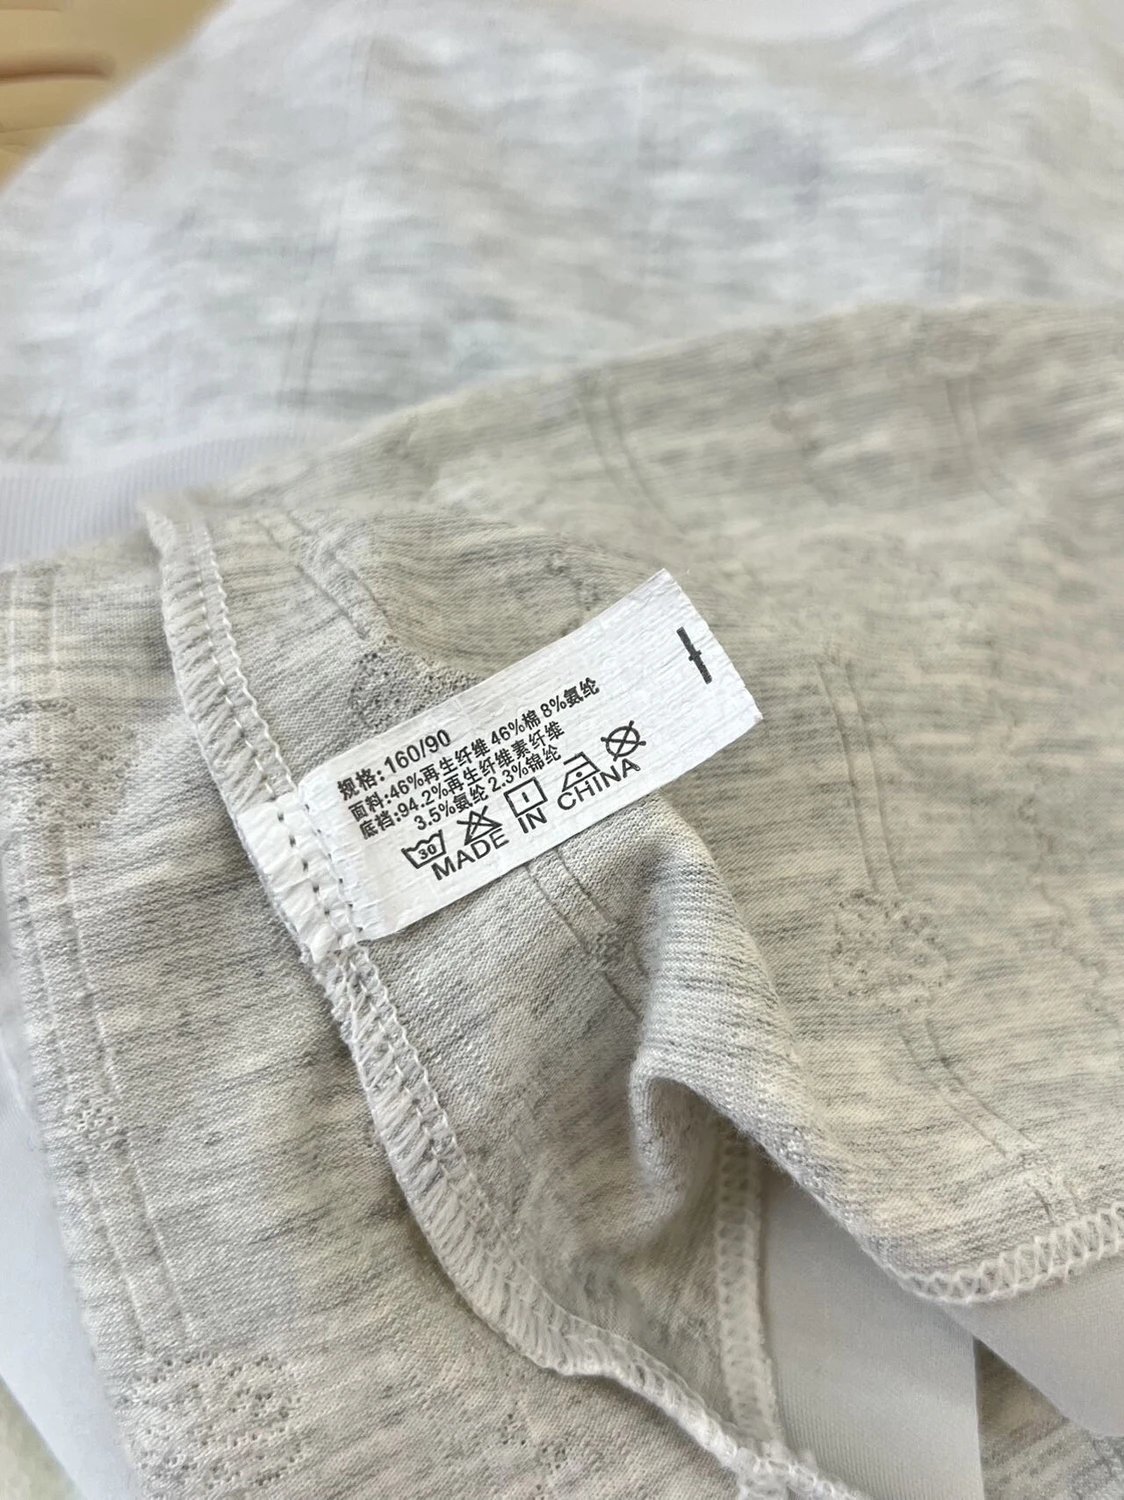 规格:160/90
面料:46%再生纤维 46%棉 8%氨纶
底裆:94.2%再生纤维素纤维
3.5%氨纶 2.3%锦纶
30
MADE IN CHINA